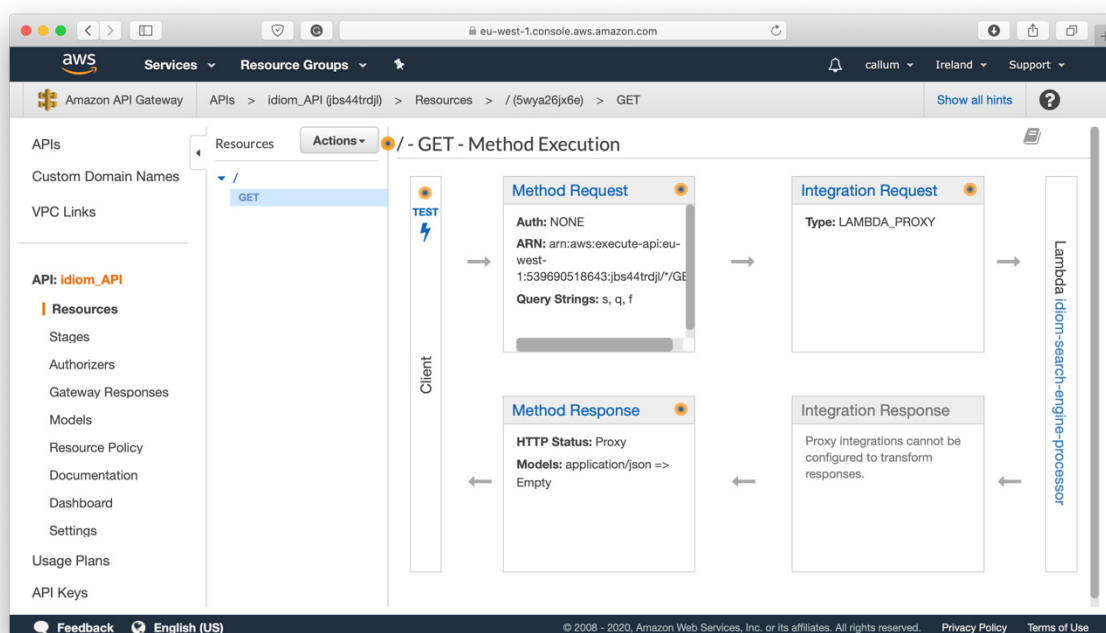 eu-west-1.console.aws.amazon.com
aws Services Resource Groups callum Ireland Support
Amazon API Gateway APIs > idiom_API (jbs44trdjl) > Resources > / (5wya26jx6e) > GET Show all hints ?
APIs
Custom Domain Names
VPC Links
API: idiom_API
Resources
Stages
Authorizers
Gateway Responses
Models
Resource Policy
Documentation
Dashboard
Settings
Usage Plans
API Keys
Resources Actions
/
GET
/ - GET - Method Execution
TEST
Client
Method Request
Auth: NONE
ARN: arn:aws:execute-api:eu-
west-
1:539690518643:jbs44trdjl/*/GE
Query Strings: s, q, f
Integration Request
Type: LAMBDA_PROXY
Lambda idiom-search-engine-processor
Method Response
HTTP Status: Proxy
Models: application/json =>
Empty
Integration Response
Proxy integrations cannot be
configured to transform
responses.
Feedback English (US) © 2008 - 2020, Amazon Web Services, Inc. or its affiliates. All rights reserved. Privacy Policy Terms of Use